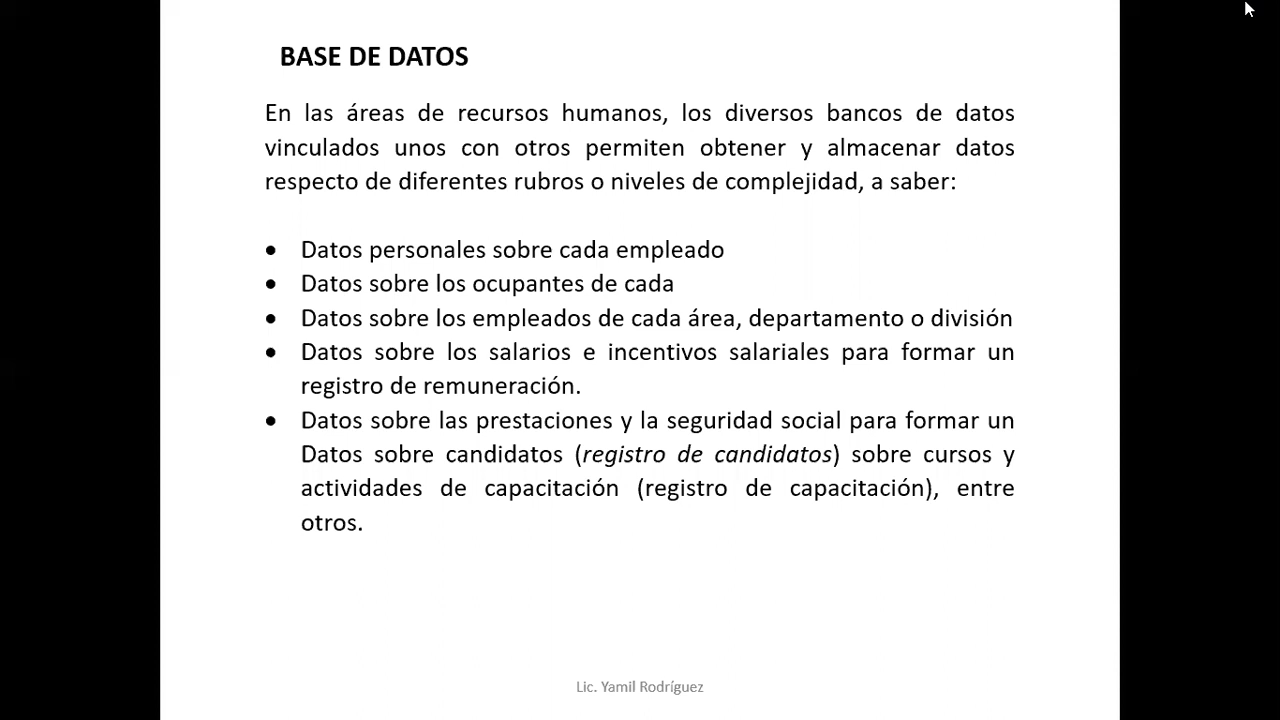 BASE DE DATOS
En las áreas de recursos humanos, los diversos bancos de datos
vinculados unos con otros permiten obtener y almacenar datos
respecto de diferentes rubros o niveles de complejidad, a saber:
• Datos personales sobre cada empleado
• Datos sobre los ocupantes de cada
• Datos sobre los empleados de cada área, departamento o división
• Datos sobre los salarios e incentivos salariales para formar un
registro de remuneración.
• Datos sobre las prestaciones y la seguridad social para formar un
Datos sobre candidatos (registro de candidatos) sobre cursos y
actividades de capacitación (registro de capacitación), entre
otros.
Lic. Yamil Rodríguez